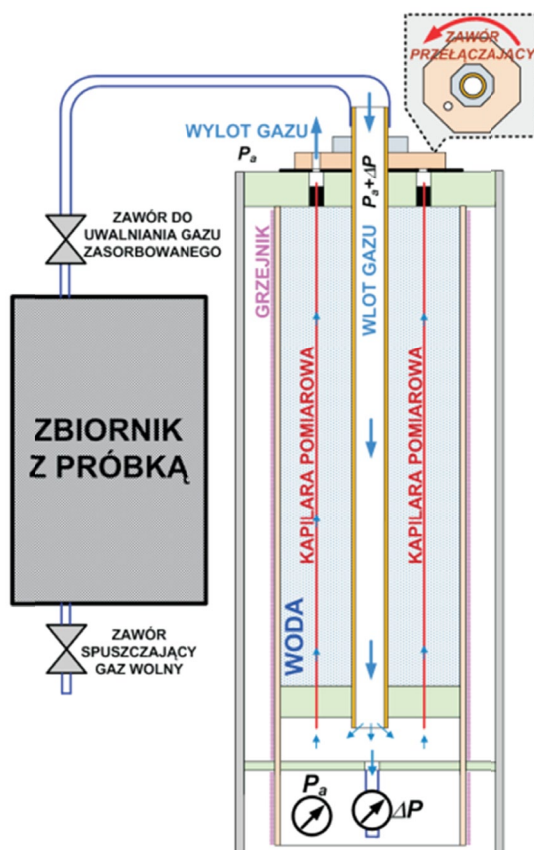 ZAWÓR
PRZEŁĄCZAJĄCY
WYLOT GAZU
Pa
Pa+ΔP
ZAWÓR DO
UWALNIANIA GAZU
ZASORBOWANEGO
GRZEJNIK
WLOT GAZU
KAPILARA POMIAROWA
KAPILARA POMIAROWA
ZBIORNIK
Z PRÓBKĄ
WODA
ZAWÓR
SPUSZCZAJĄCY
GAZ WOLNY
Pa
ΔP